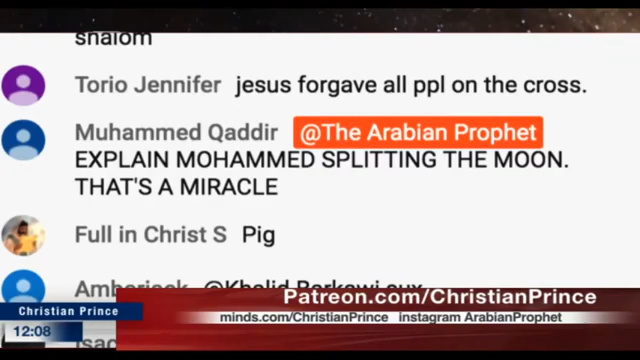 shalom
Torio Jennifer jesus forgave all ppl on the cross.
Muhammed Qaddir @The Arabian Prophet
EXPLAIN MOHAMMED SPLITTING THE MOON.
THAT'S A MIRACLE
Full in Christ S Pig
@Khalid
Patreon.com/ChristianPrince
Christian Prince
minds.com/ChristianPrince instagram ArabianProphet
12:08